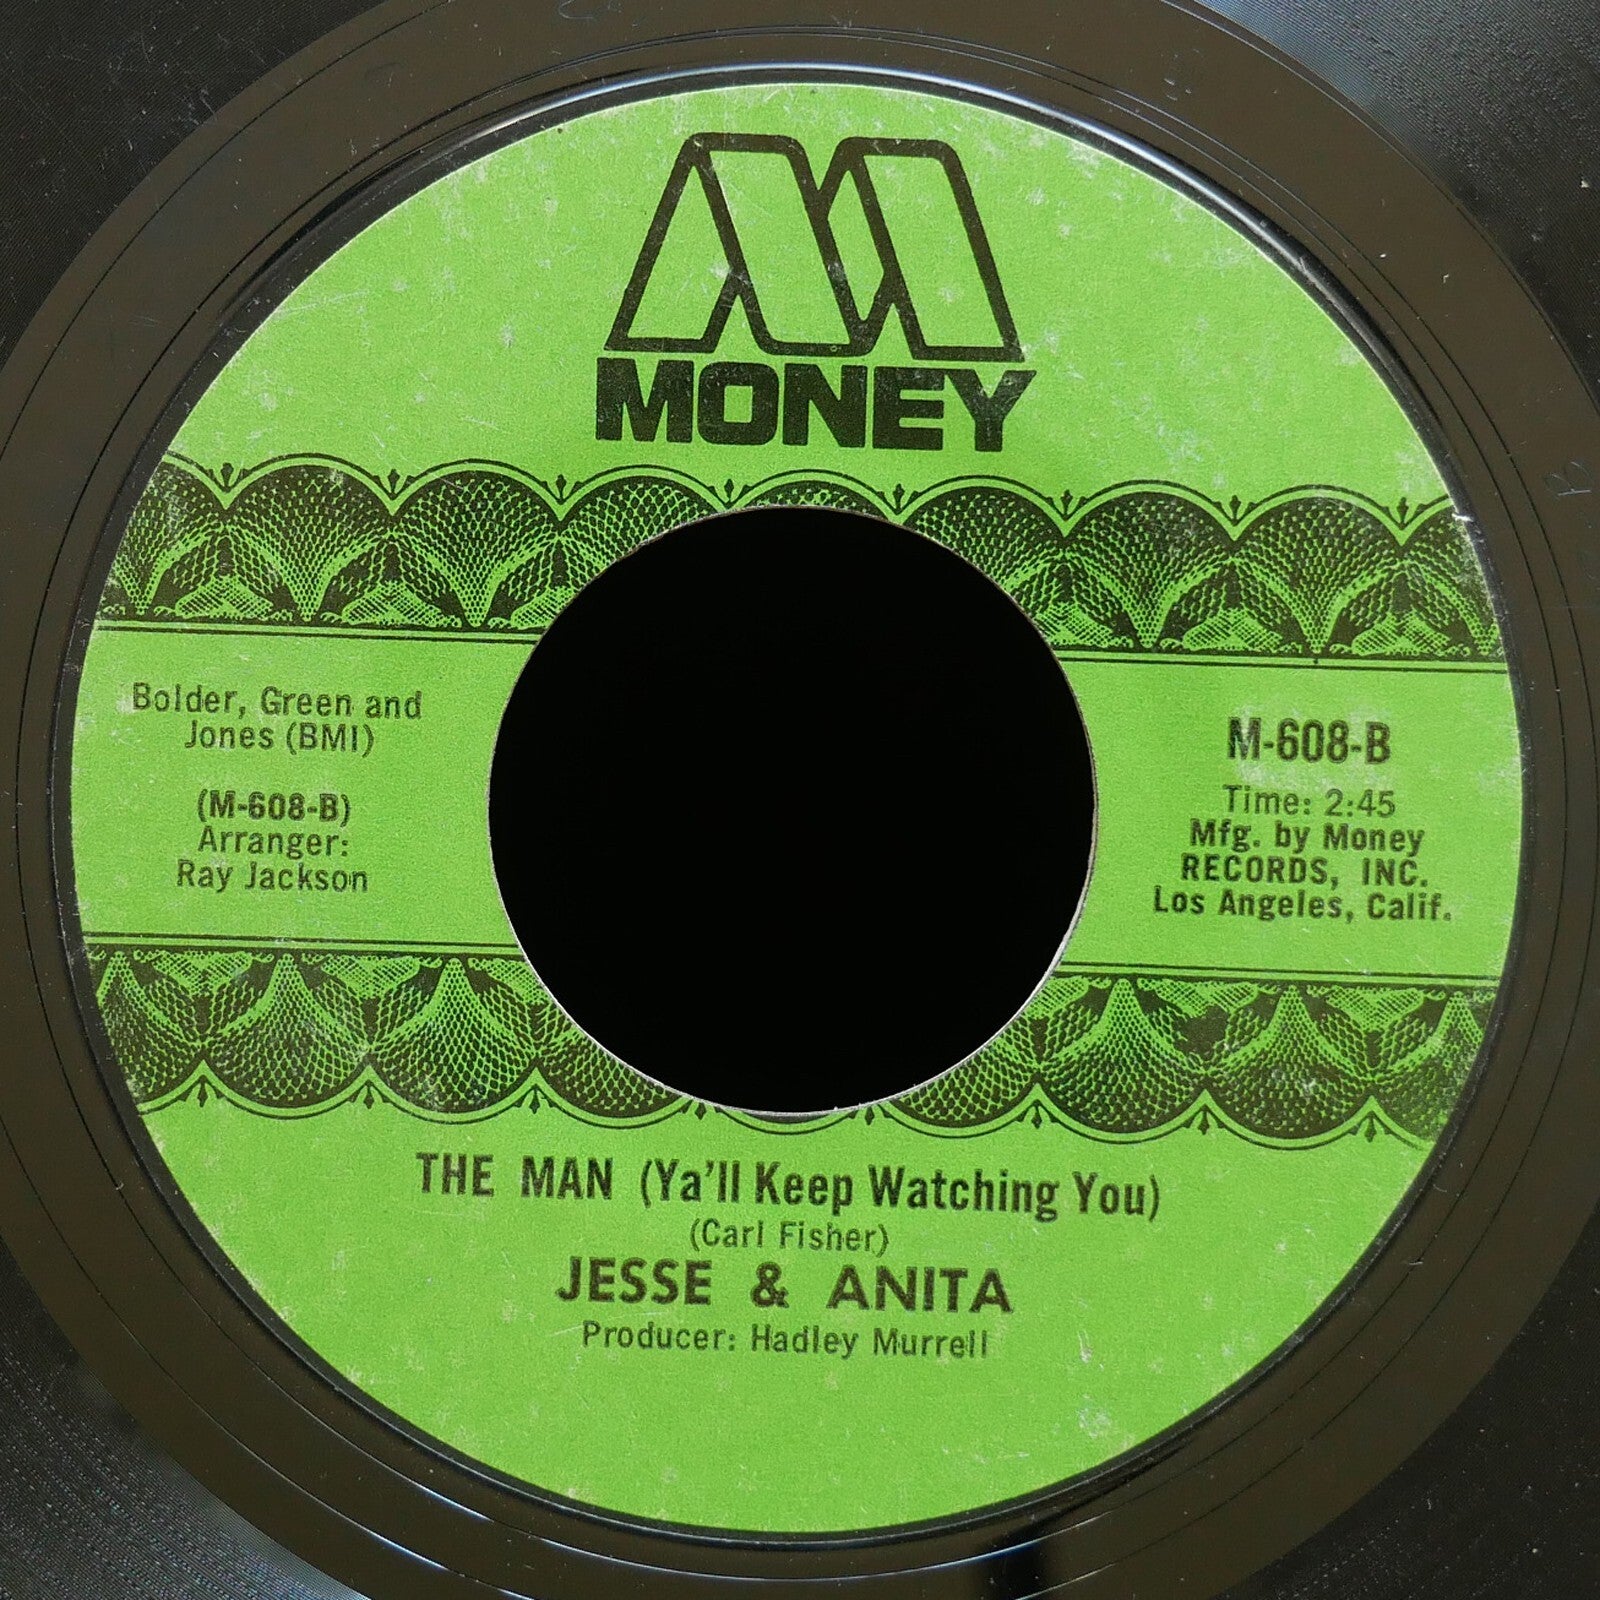 M
MONEY
Bolder, Green and
Jones (BMI)
(M-608-B)
Arranger:
Ray Jackson
M-608-B
Time: 2:45
Mfg. by Money
RECORDS, INC.
Los Angeles, Calif.
THE MAN (Ya'll Keep Watching You)
(Carl Fisher)
JESSE & ANITA
Producer: Hadley Murrell